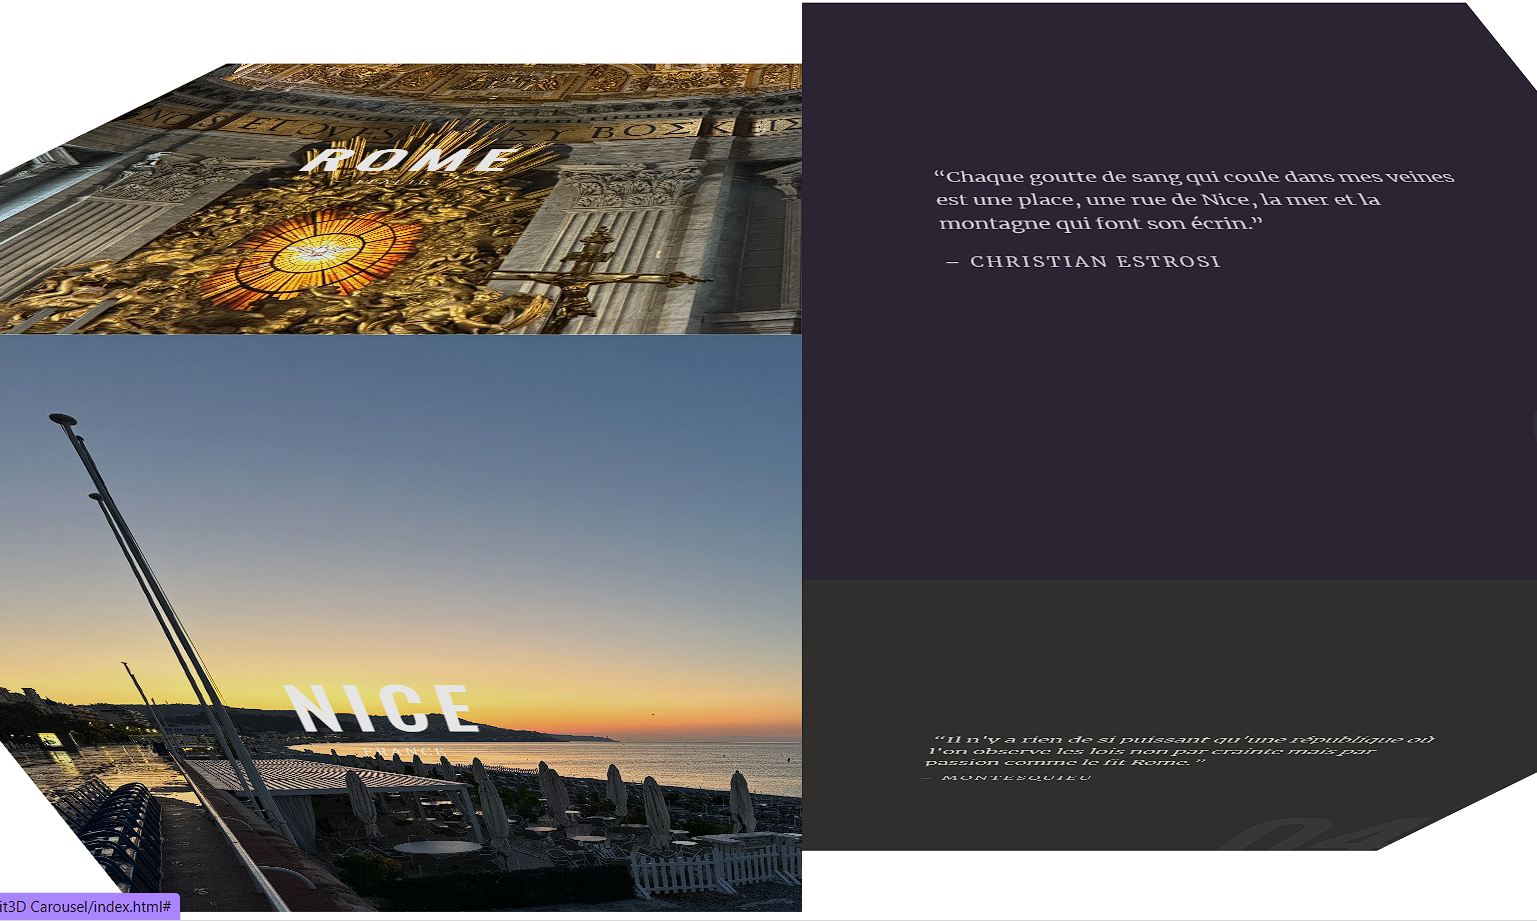 ROME
NICE
FRANCE
“Chaque goutte de sang qui coule dans mes veines
est une place, une rue de Nice, la mer et la
montagne qui font son écrin.”
– CHRISTIAN ESTROSI
“Il n’y a rien de si puissant qu’une république où
l’on observe les lois non par crainte mais par
passion comme le fit Rome.”
– MONTESQUIEU
04
it3D Carousel/index.html#